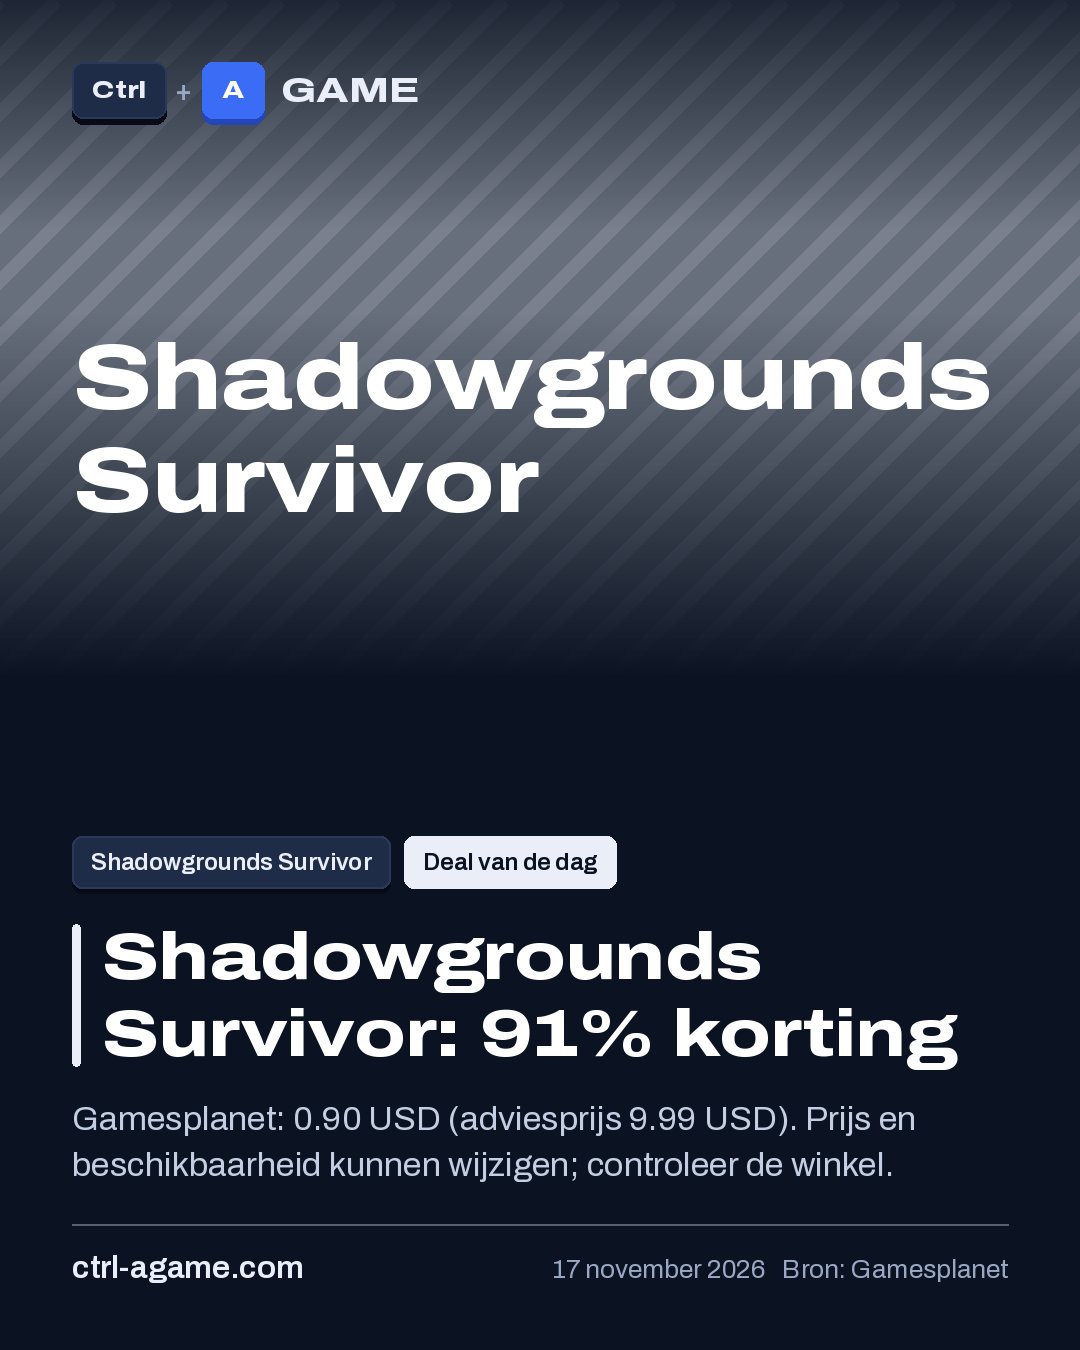 Ctrl + A GAME
Shadowgrounds
Survivor
Shadowgrounds Survivor
Deal van de dag
Shadowgrounds
Survivor: 91% korting
Gamesplanet: 0.90 USD (adviesprijs 9.99 USD). Prijs en
beschikbaarheid kunnen wijzigen; controleer de winkel.
ctrl-agame.com
17 november 2026 Bron: Gamesplanet